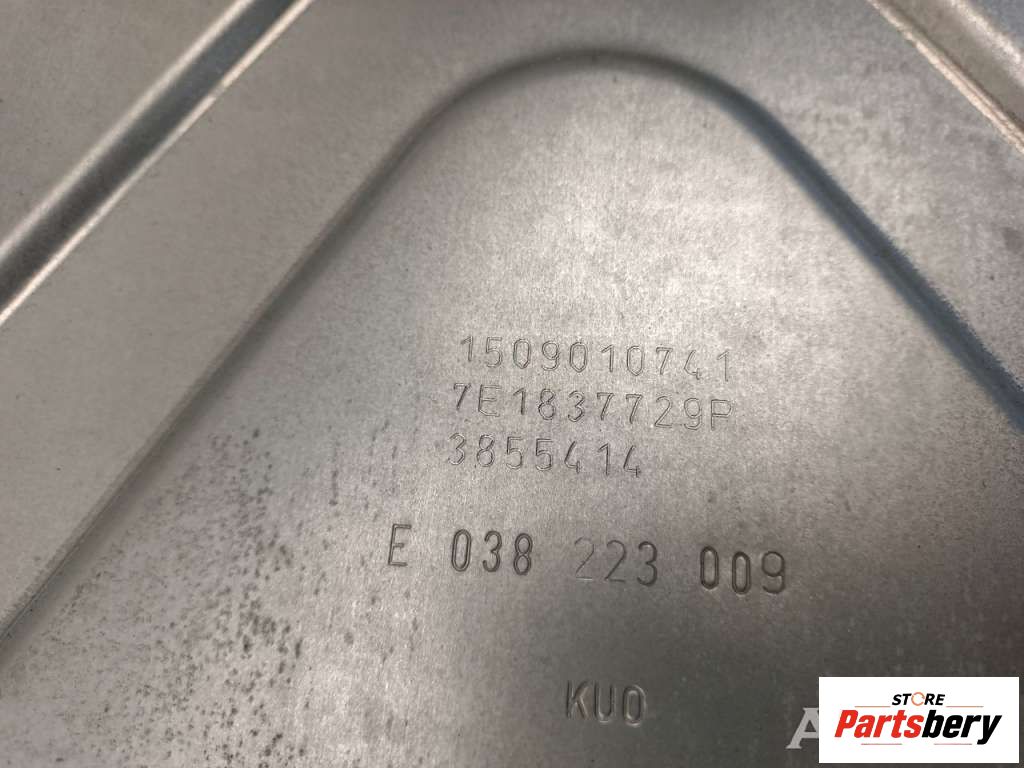 1509010741
7E1837729P
3855414
E 038 223 009
KUO
STORE
Partsbery